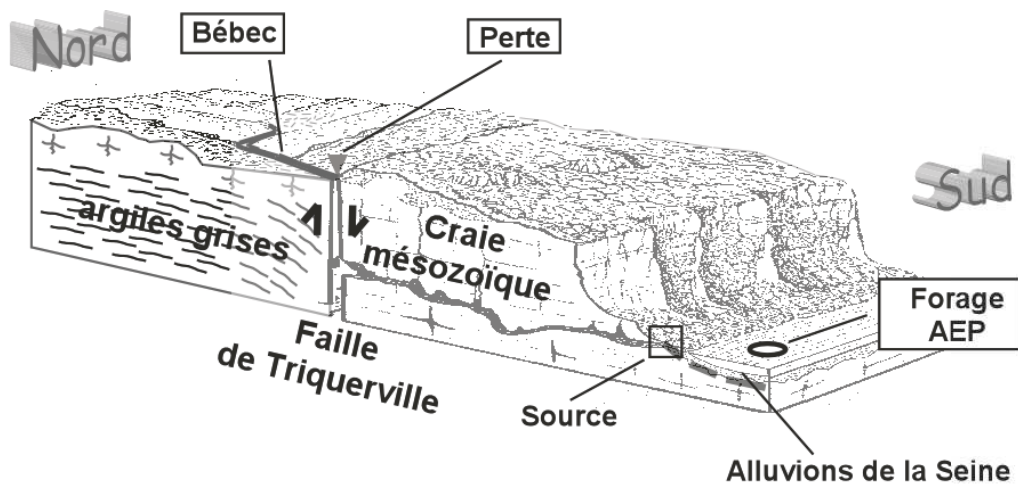 Nord
Bébec
Perte
Sud
argiles grises
Craie
mésozoïque
Forage
AEP
Faille
de Triquerville
Source
Alluvions de la Seine